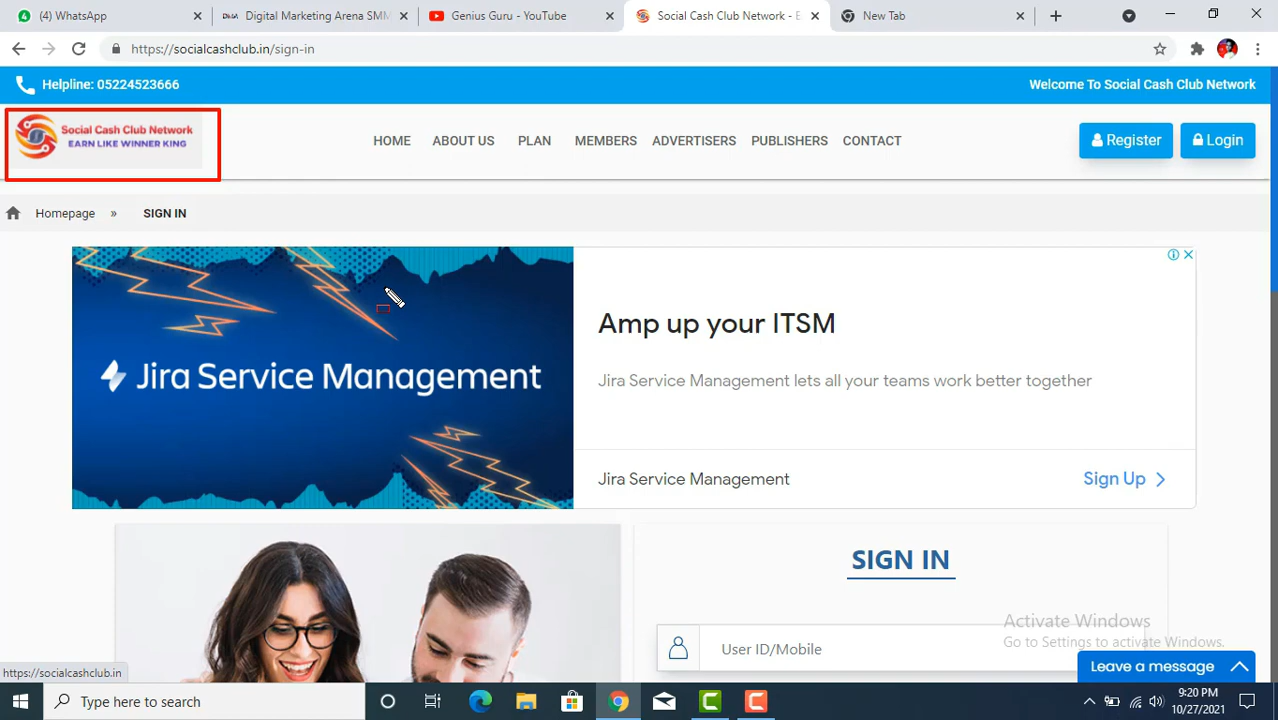 (4) WhatsApp
Digital Marketing Arena SMM
Genius Guru - YouTube
Social Cash Club Network - E
New Tab
https://socialcashclub.in/sign-in
Helpline: 05224523666
Welcome To Social Cash Club Network
Social Cash Club Network
EARN LIKE WINNER KING
HOME
ABOUT US
PLAN
MEMBERS
ADVERTISERS
PUBLISHERS
CONTACT
Register
Login
Homepage » SIGN IN
Jira Service Management
Amp up your ITSM
Jira Service Management lets all your teams work better together
Jira Service Management
Sign Up
SIGN IN
User ID/Mobile
Activate Windows
Go to Settings to activate Windows.
Leave a message
https://socialcashclub.in
Type here to search
9:20 PM
10/27/2021